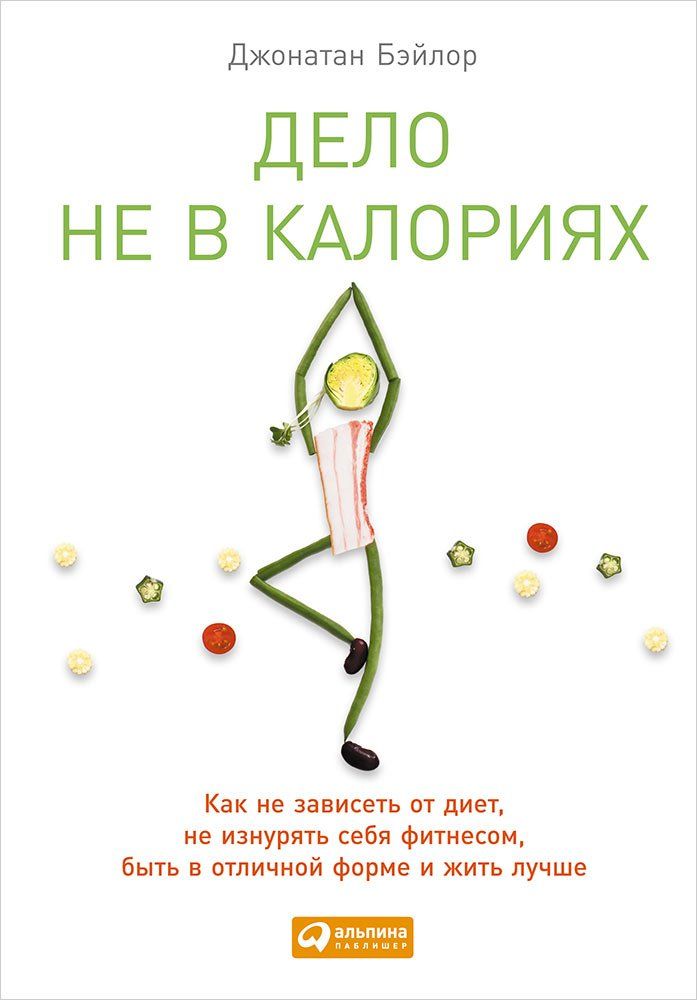 Джонатан Бэйлор
ДЕЛО
НЕ В КАЛОРИЯХ
Как не зависеть от диет,
не изнурять себя фитнесом,
быть в отличной форме и жить лучше
альпина
ПАБЛИШЕР